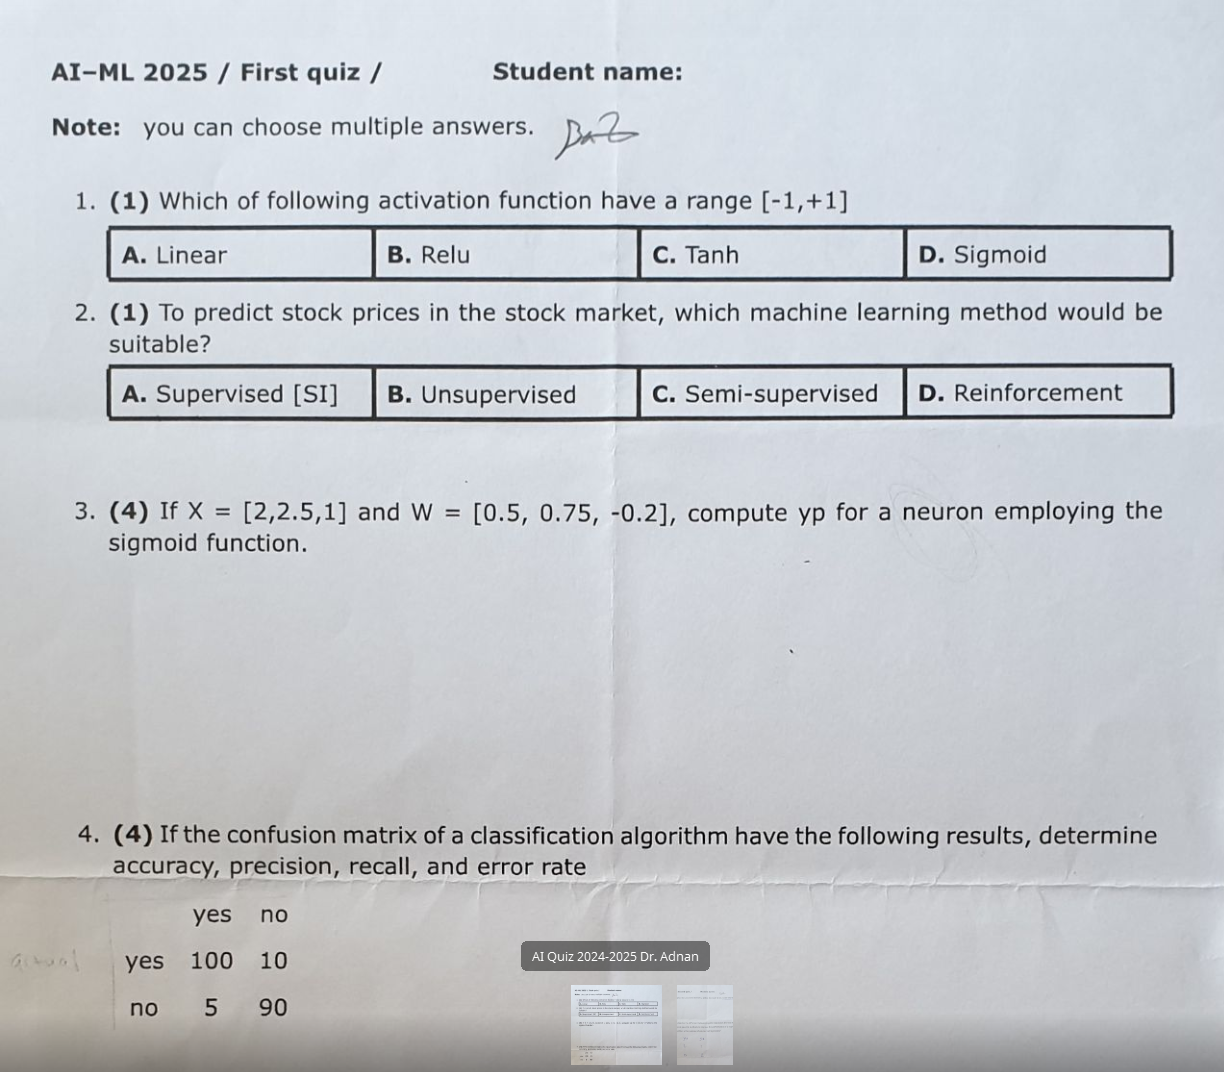 AI–ML 2025 / First quiz / Student name:
Note: you can choose multiple answers.
1. (1) Which of following activation function have a range [-1,+1]
A. Linear B. Relu C. Tanh D. Sigmoid
2. (1) To predict stock prices in the stock market, which machine learning method would be
suitable?
A. Supervised [SI] B. Unsupervised C. Semi-supervised D. Reinforcement
3. (4) If X = [2,2.5,1] and W = [0.5, 0.75, -0.2], compute yp for a neuron employing the
sigmoid function.
4. (4) If the confusion matrix of a classification algorithm have the following results, determine
accuracy, precision, recall, and error rate
yes no
actual yes 100 10
no 5 90
AI Quiz 2024-2025 Dr. Adnan